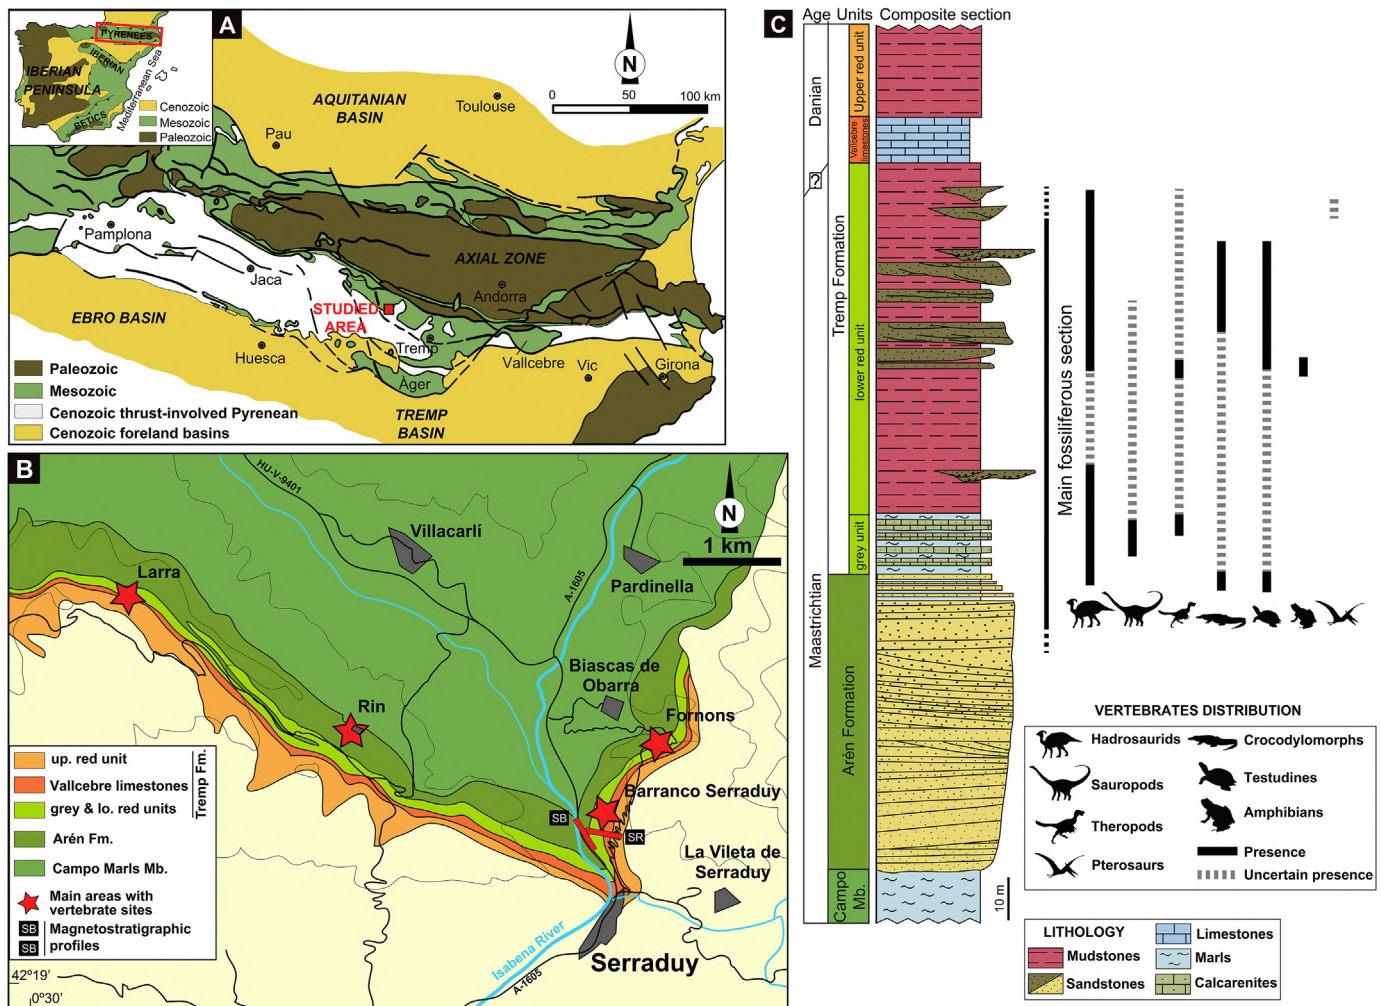 A
PYRENEES
IBERIAN
IBERIAN
PENINSULA
BETICS
Mediterranean Sea
Cenozoic
Mesozoic
Paleozoic
N
0 50 100 km
AQUITANIAN
BASIN
Toulouse
Pau
Pamplona
Jaca
AXIAL ZONE
Andorra
STUDIED
AREA
EBRO BASIN
Huesca
Tremp
Àger
Vallcebre
Vic
Girona
TREMP
BASIN
Paleozoic
Mesozoic
Cenozoic thrust-involved Pyrenean
Cenozoic foreland basins
B
HU-V-9401
Villacarlí
N
1 km
Larra
A-1605
Pardinella
Rin
Biascas de
Obarra
Fornons
Barranco Serraduy
SB
SR
La Vileta de
Serraduy
Isabena River
A-1605
Serraduy
up. red unit
Vallcebre limestones
grey & lo. red units
Tremp Fm.
Arén Fm.
Campo Marls Mb.
Main areas with
vertebrate sites
SB
SB
Magnetostratigraphic
profiles
42º19'
0º30'
C
Age Units Composite section
Danian
?
Maastrichtian
Tremp Formation
Upper red unit
Vallcebre
limestones
lower red unit
grey unit
Arén Formation
Campo
Mb.
10 m
Main fossiliferous section
VERTEBRATES DISTRIBUTION
Hadrosaurids
Sauropods
Theropods
Pterosaurs
Crocodylomorphs
Testudines
Amphibians
Presence
Uncertain presence
LITHOLOGY
Mudstones
Sandstones
Limestones
Marls
Calcarenites